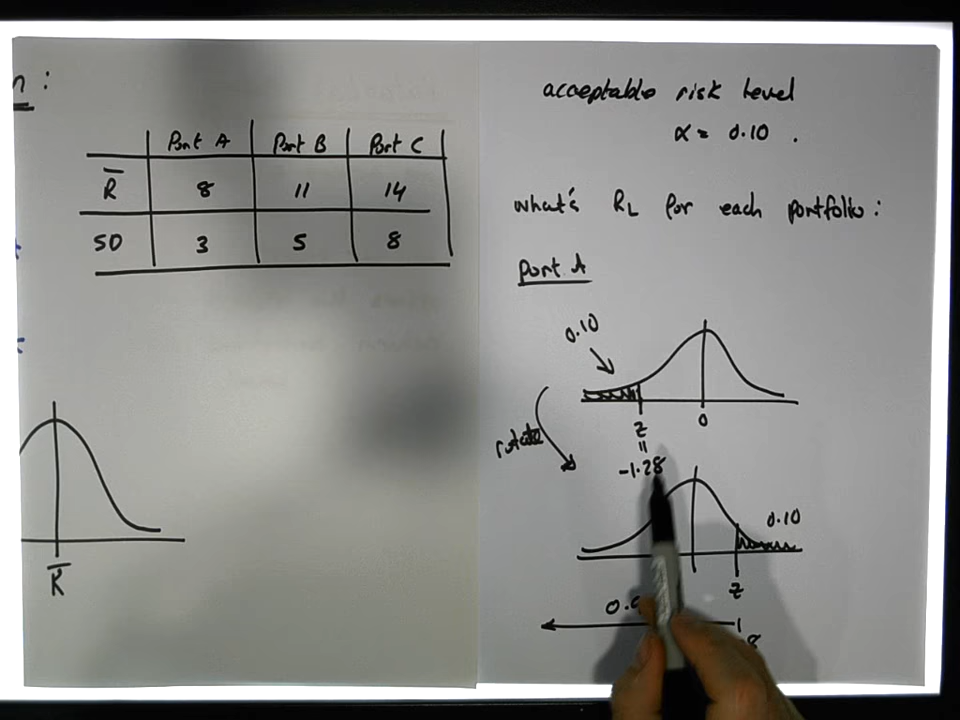 n:
Port A Port B Port C
R̅ 8 11 14
SD 3 5 8
R̅
acceptable risk level
α = 0.10 .
what's RL for each portfolio:
Port. A
0.10
0
Z
=
-1.28
rotate
0.10
Z